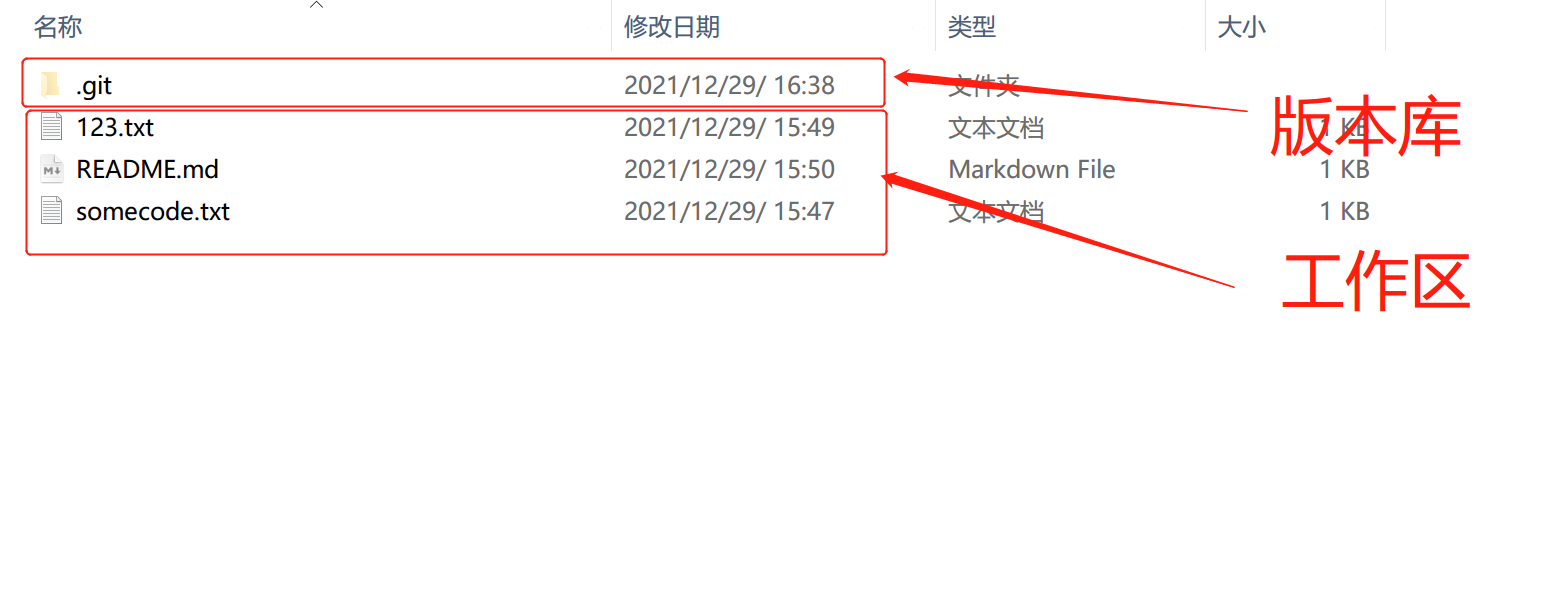 名称 修改日期 类型 大小
.git 2021/12/29/ 16:38 文件夹
版本库
123.txt 2021/12/29/ 15:49 文本文档 1 KB
README.md 2021/12/29/ 15:50 Markdown File 1 KB
somecode.txt 2021/12/29/ 15:47 文本文档 1 KB
工作区